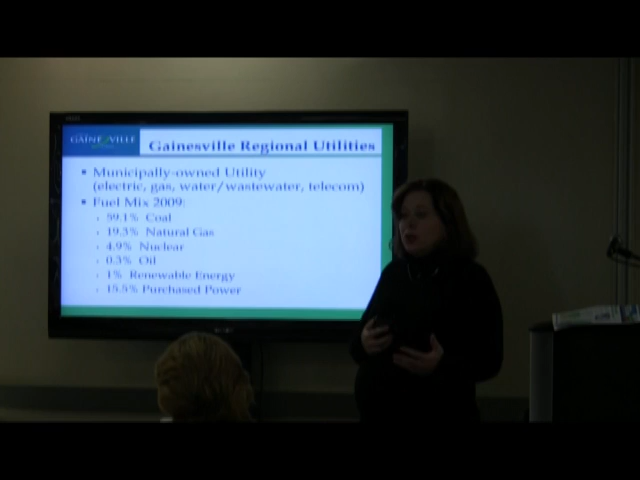 GAINESVILLE
Gainesville Regional Utilities
Municipally-owned Utility
(electric, gas, water/wastewater, telecom)
Fuel Mix 2009:
59.1% Coal
19.3% Natural Gas
4.9% Nuclear
0.3% Oil
1% Renewable Energy
15.5% Purchased Power